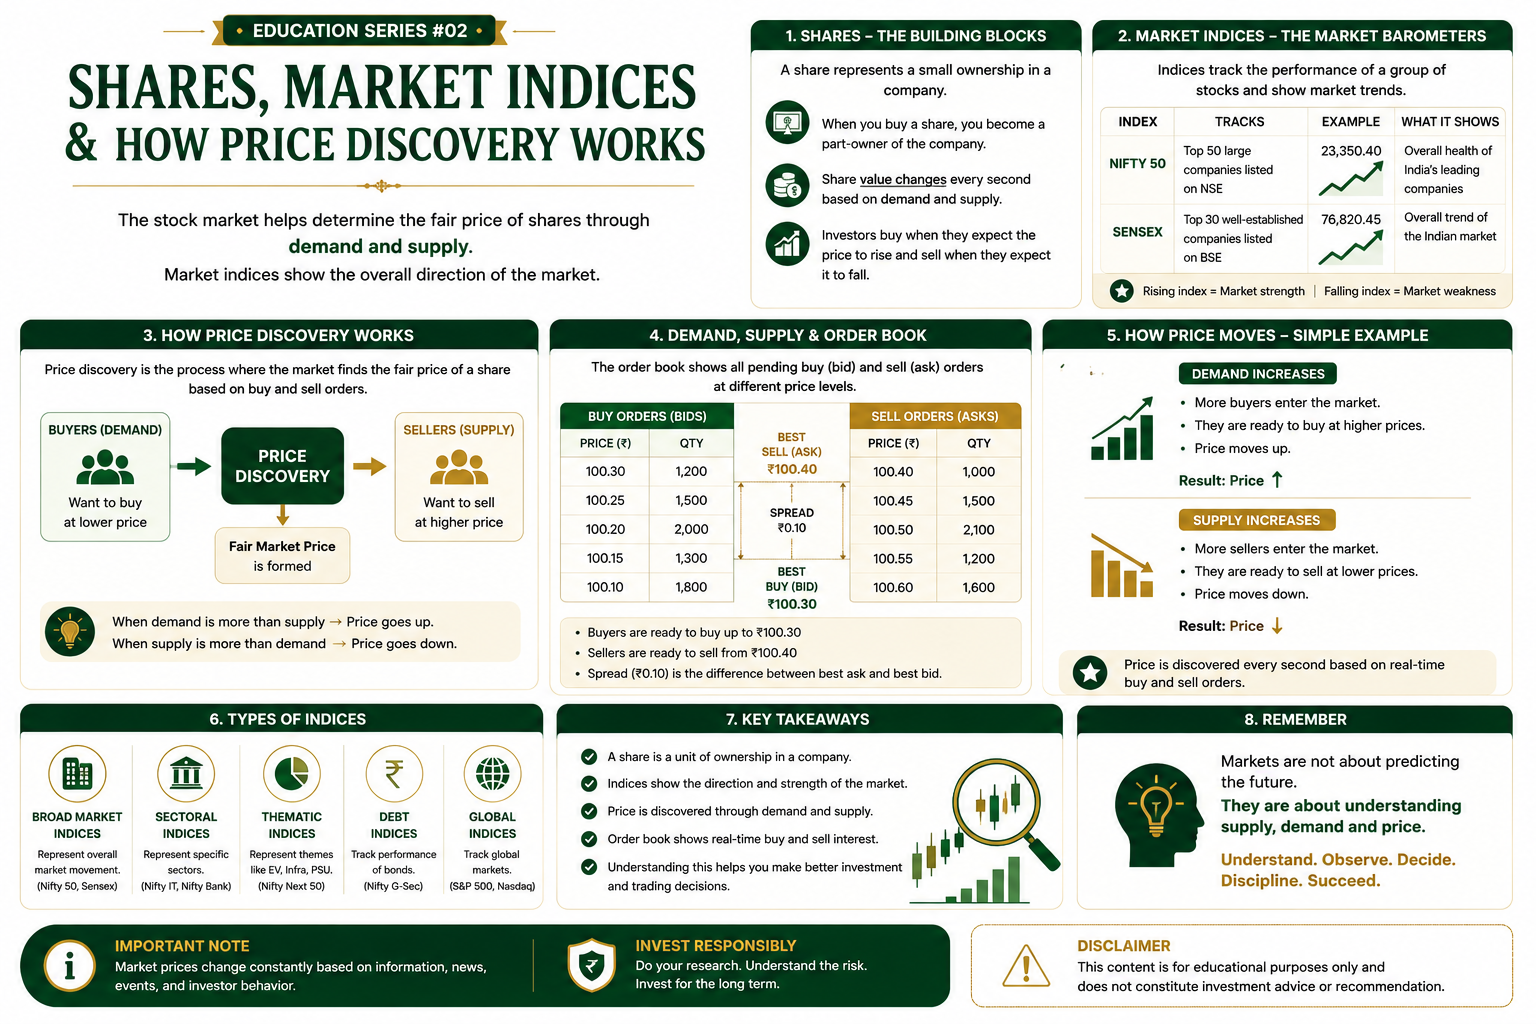 EDUCATION SERIES #02
SHARES, MARKET INDICES
& HOW PRICE DISCOVERY WORKS
The stock market helps determine the fair price of shares through
demand and supply.
Market indices show the overall direction of the market.
1. SHARES – THE BUILDING BLOCKS
A share represents a small ownership in a
company.
When you buy a share, you become a
part-owner of the company.
Share value changes every second
based on demand and supply.
Investors buy when they expect the
price to rise and sell when they expect
it to fall.
2. MARKET INDICES – THE MARKET BAROMETERS
Indices track the performance of a group of
stocks and show market trends.
INDEX TRACKS EXAMPLE WHAT IT SHOWS
NIFTY 50
Top 50 large
companies listed
on NSE
23,350.40
Overall health of
India's leading
companies
SENSEX
Top 30 well-established
companies listed
on BSE
76,820.45
Overall trend of
the Indian market
Rising index = Market strength | Falling index = Market weakness
3. HOW PRICE DISCOVERY WORKS
Price discovery is the process where the market finds the fair price of a share
based on buy and sell orders.
BUYERS (DEMAND)
Want to buy
at lower price
PRICE
DISCOVERY
SELLERS (SUPPLY)
Want to sell
at higher price
Fair Market Price
is formed
When demand is more than supply → Price goes up.
When supply is more than demand → Price goes down.
4. DEMAND, SUPPLY & ORDER BOOK
The order book shows all pending buy (bid) and sell (ask) orders
at different price levels.
BUY ORDERS (BIDS)
PRICE (₹) QTY
100.30 1,200
100.25 1,500
100.20 2,000
100.15 1,300
100.10 1,800
BEST
SELL (ASK)
₹100.40
SPREAD
₹0.10
BEST
BUY (BID)
₹100.30
SELL ORDERS (ASKS)
PRICE (₹) QTY
100.40 1,000
100.45 1,500
100.50 2,100
100.55 1,200
100.60 1,600
• Buyers are ready to buy up to ₹100.30
• Sellers are ready to sell from ₹100.40
• Spread (₹0.10) is the difference between best ask and best bid.
5. HOW PRICE MOVES – SIMPLE EXAMPLE
DEMAND INCREASES
• More buyers enter the market.
• They are ready to buy at higher prices.
• Price moves up.
Result: Price ↑
SUPPLY INCREASES
• More sellers enter the market.
• They are ready to sell at lower prices.
• Price moves down.
Result: Price ↓
Price is discovered every second based on real-time
buy and sell orders.
6. TYPES OF INDICES
BROAD MARKET
INDICES
Represent overall
market movement.
(Nifty 50, Sensex)
SECTORAL
INDICES
Represent specific
sectors.
(Nifty IT, Nifty Bank)
THEMATIC
INDICES
Represent themes
like EV, Infra, PSU.
(Nifty Next 50)
₹
DEBT
INDICES
Track performance
of bonds.
(Nifty G-Sec)
GLOBAL
INDICES
Track global
markets.
(S&P 500, Nasdaq)
7. KEY TAKEAWAYS
A share is a unit of ownership in a company.
Indices show the direction and strength of the market.
Price is discovered through demand and supply.
Order book shows real-time buy and sell interest.
Understanding this helps you make better investment
and trading decisions.
8. REMEMBER
Markets are not about predicting
the future.
They are about understanding
supply, demand and price.
Understand. Observe. Decide.
Discipline. Succeed.
i
IMPORTANT NOTE
Market prices change constantly based on information, news,
events, and investor behavior.
₹
INVEST RESPONSIBLY
Do your research. Understand the risk.
Invest for the long term.
DISCLAIMER
This content is for educational purposes only and
does not constitute investment advice or recommendation.